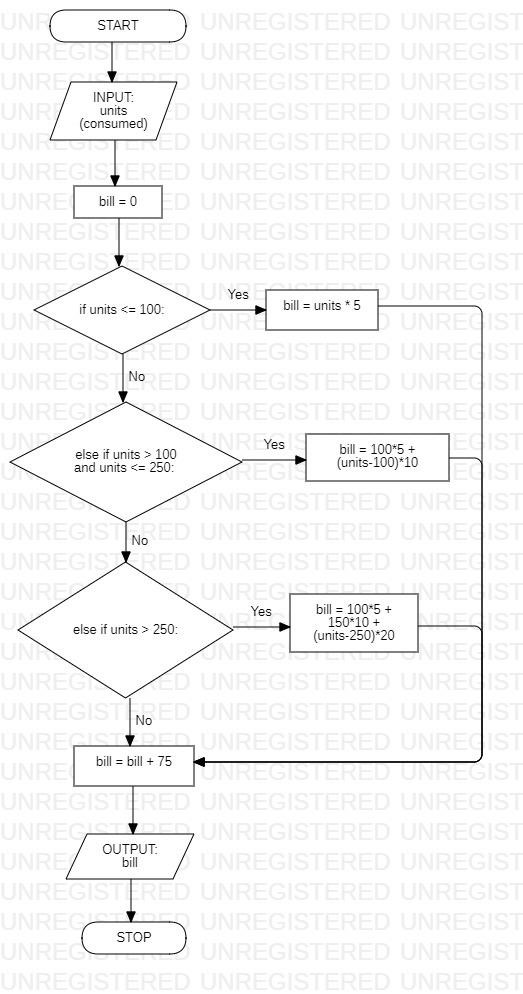 START
INPUT:
units
(consumed)
bill = 0
if units <= 100:
Yes
bill = units * 5
No
else if units > 100
and units <= 250:
Yes
bill = 100*5 +
(units-100)*10
No
else if units > 250:
Yes
bill = 100*5 +
150*10 +
(units-250)*20
No
bill = bill + 75
OUTPUT:
bill
STOP
UNREGISTERED